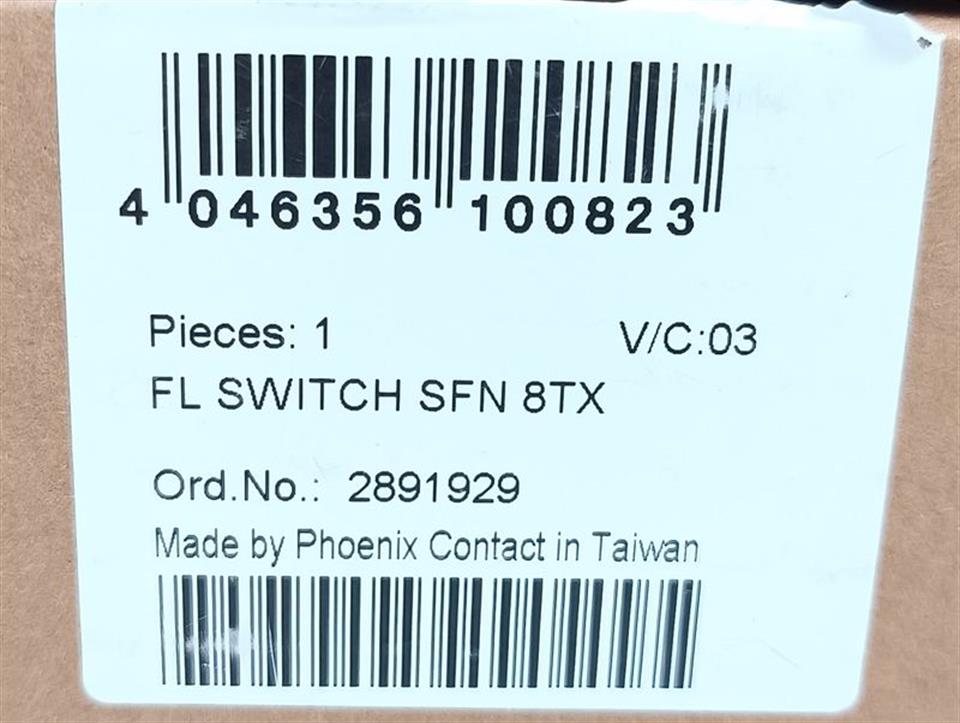 4 046356 100823
Pieces: 1 V/C:03
FL SWITCH SFN 8TX
Ord.No.: 2891929
Made by Phoenix Contact in Taiwan